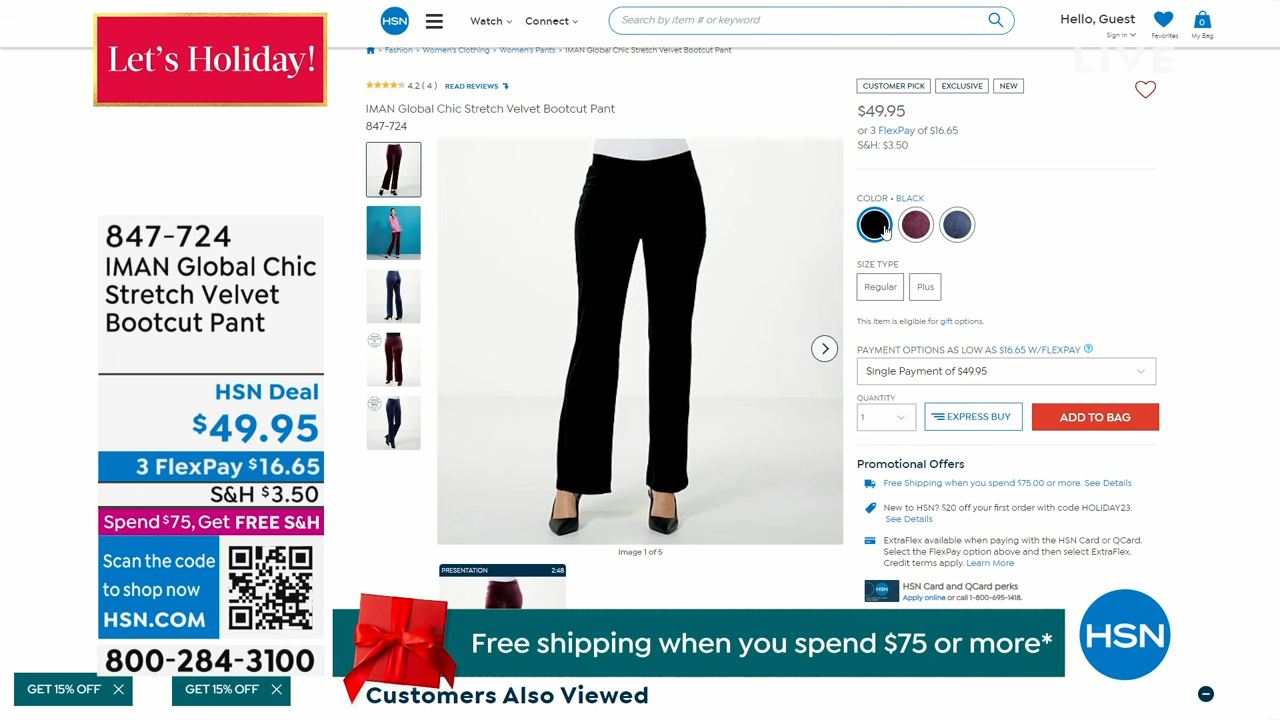 Let's Holiday!
HSN
Watch
Connect
Search by item # or keyword
Hello, Guest
Sign In
Favorites
0
My Bag
LIVE
> Fashion > Women's Clothing > Women's Pants > IMAN Global Chic Stretch Velvet Bootcut Pant
4.2 ( 4 ) READ REVIEWS
IMAN Global Chic Stretch Velvet Bootcut Pant
847-724
CUSTOMER PICK
EXCLUSIVE
NEW
$49.95
or 3 FlexPay of $16.65
S&H: $3.50
COLOR • BLACK
SIZE TYPE
Regular
Plus
This item is eligible for gift options.
PAYMENT OPTIONS AS LOW AS $16.65 W/FLEXPAY ?
Single Payment of $49.95
QUANTITY
1
EXPRESS BUY
ADD TO BAG
Promotional Offers
Free Shipping when you spend $75.00 or more. See Details
New to HSN? $20 off your first order with code HOLIDAY23.
See Details
ExtraFlex available when paying with the HSN Card or QCard.
Select the FlexPay option above and then select ExtraFlex.
Credit terms apply. Learn More
HSN Card and QCard perks
Apply online or call 1-800-695-1418.
Image 1 of 5
PRESENTATION 2:48
847-724
IMAN Global Chic
Stretch Velvet
Bootcut Pant
HSN Deal
$49.95
3 FlexPay $16.65
S&H $3.50
Spend $75, Get FREE S&H
Scan the code
to shop now
HSN.COM
800-284-3100
Free shipping when you spend $75 or more*
HSN
GET 15% OFF
GET 15% OFF
Customers Also Viewed